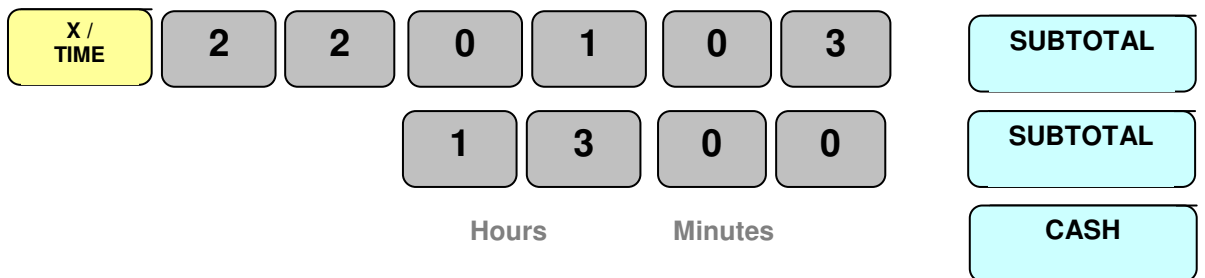 X /
TIME
2 2 0 1 0 3 SUBTOTAL
1 3 0 0 SUBTOTAL
Hours Minutes CASH